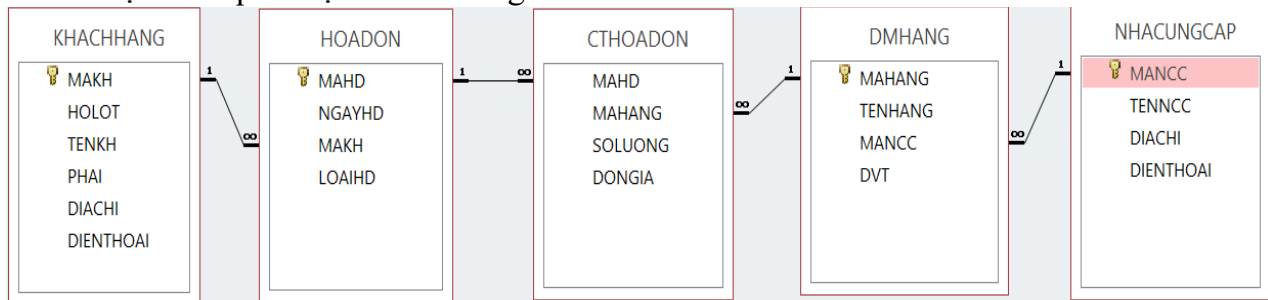 KHACHHANG
MAKH
HOLOT
TENKH
PHAI
DIACHI
DIENTHOAI
1
∞
HOADON
MAHD
NGAYHD
MAKH
LOAIHD
1
∞
CTHOADON
MAHD
MAHANG
SOLUONG
DONGIA
∞
1
DMHANG
MAHANG
TENHANG
MANCC
DVT
∞
1
NHACUNGCAP
MANCC
TENNCC
DIACHI
DIENTHOAI